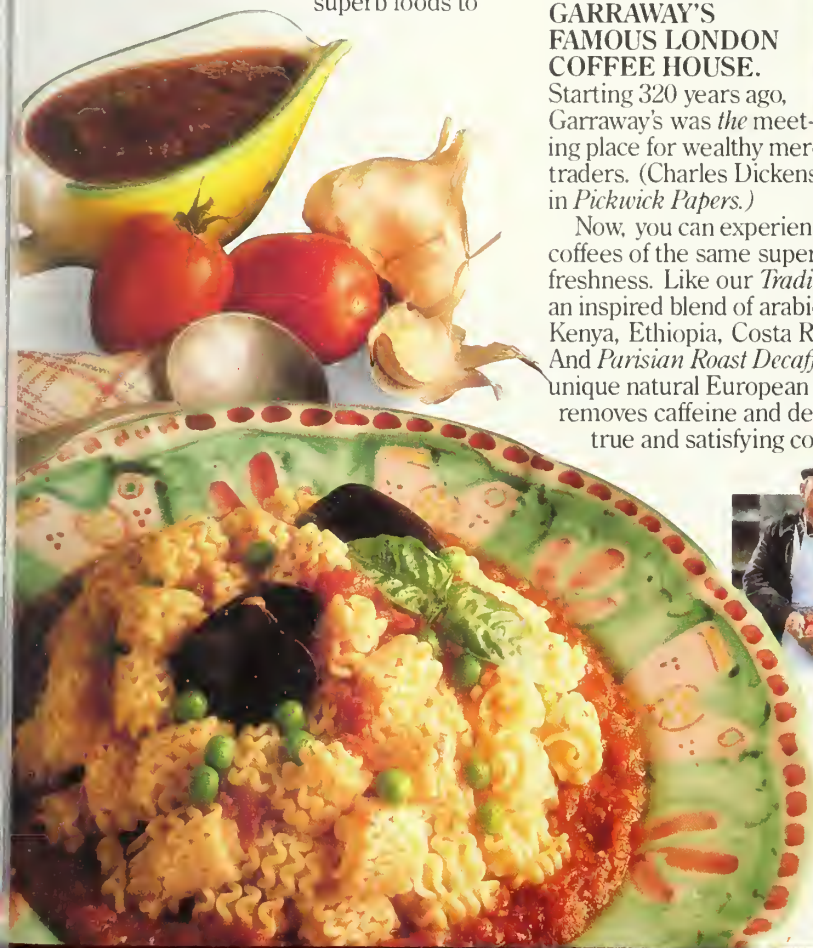 superb foods to
GARRAWAY'S
FAMOUS LONDON
COFFEE HOUSE.
Starting 320 years ago,
Garraway's was the meet-
ing place for wealthy mer-
traders. (Charles Dickens
in Pickwick Papers.)
Now, you can experien
coffees of the same super
freshness. Like our Tradi
an inspired blend of arabi
Kenya, Ethiopia, Costa R
And Parisian Roast Decaf
unique natural European
removes caffeine and de
true and satisfying co